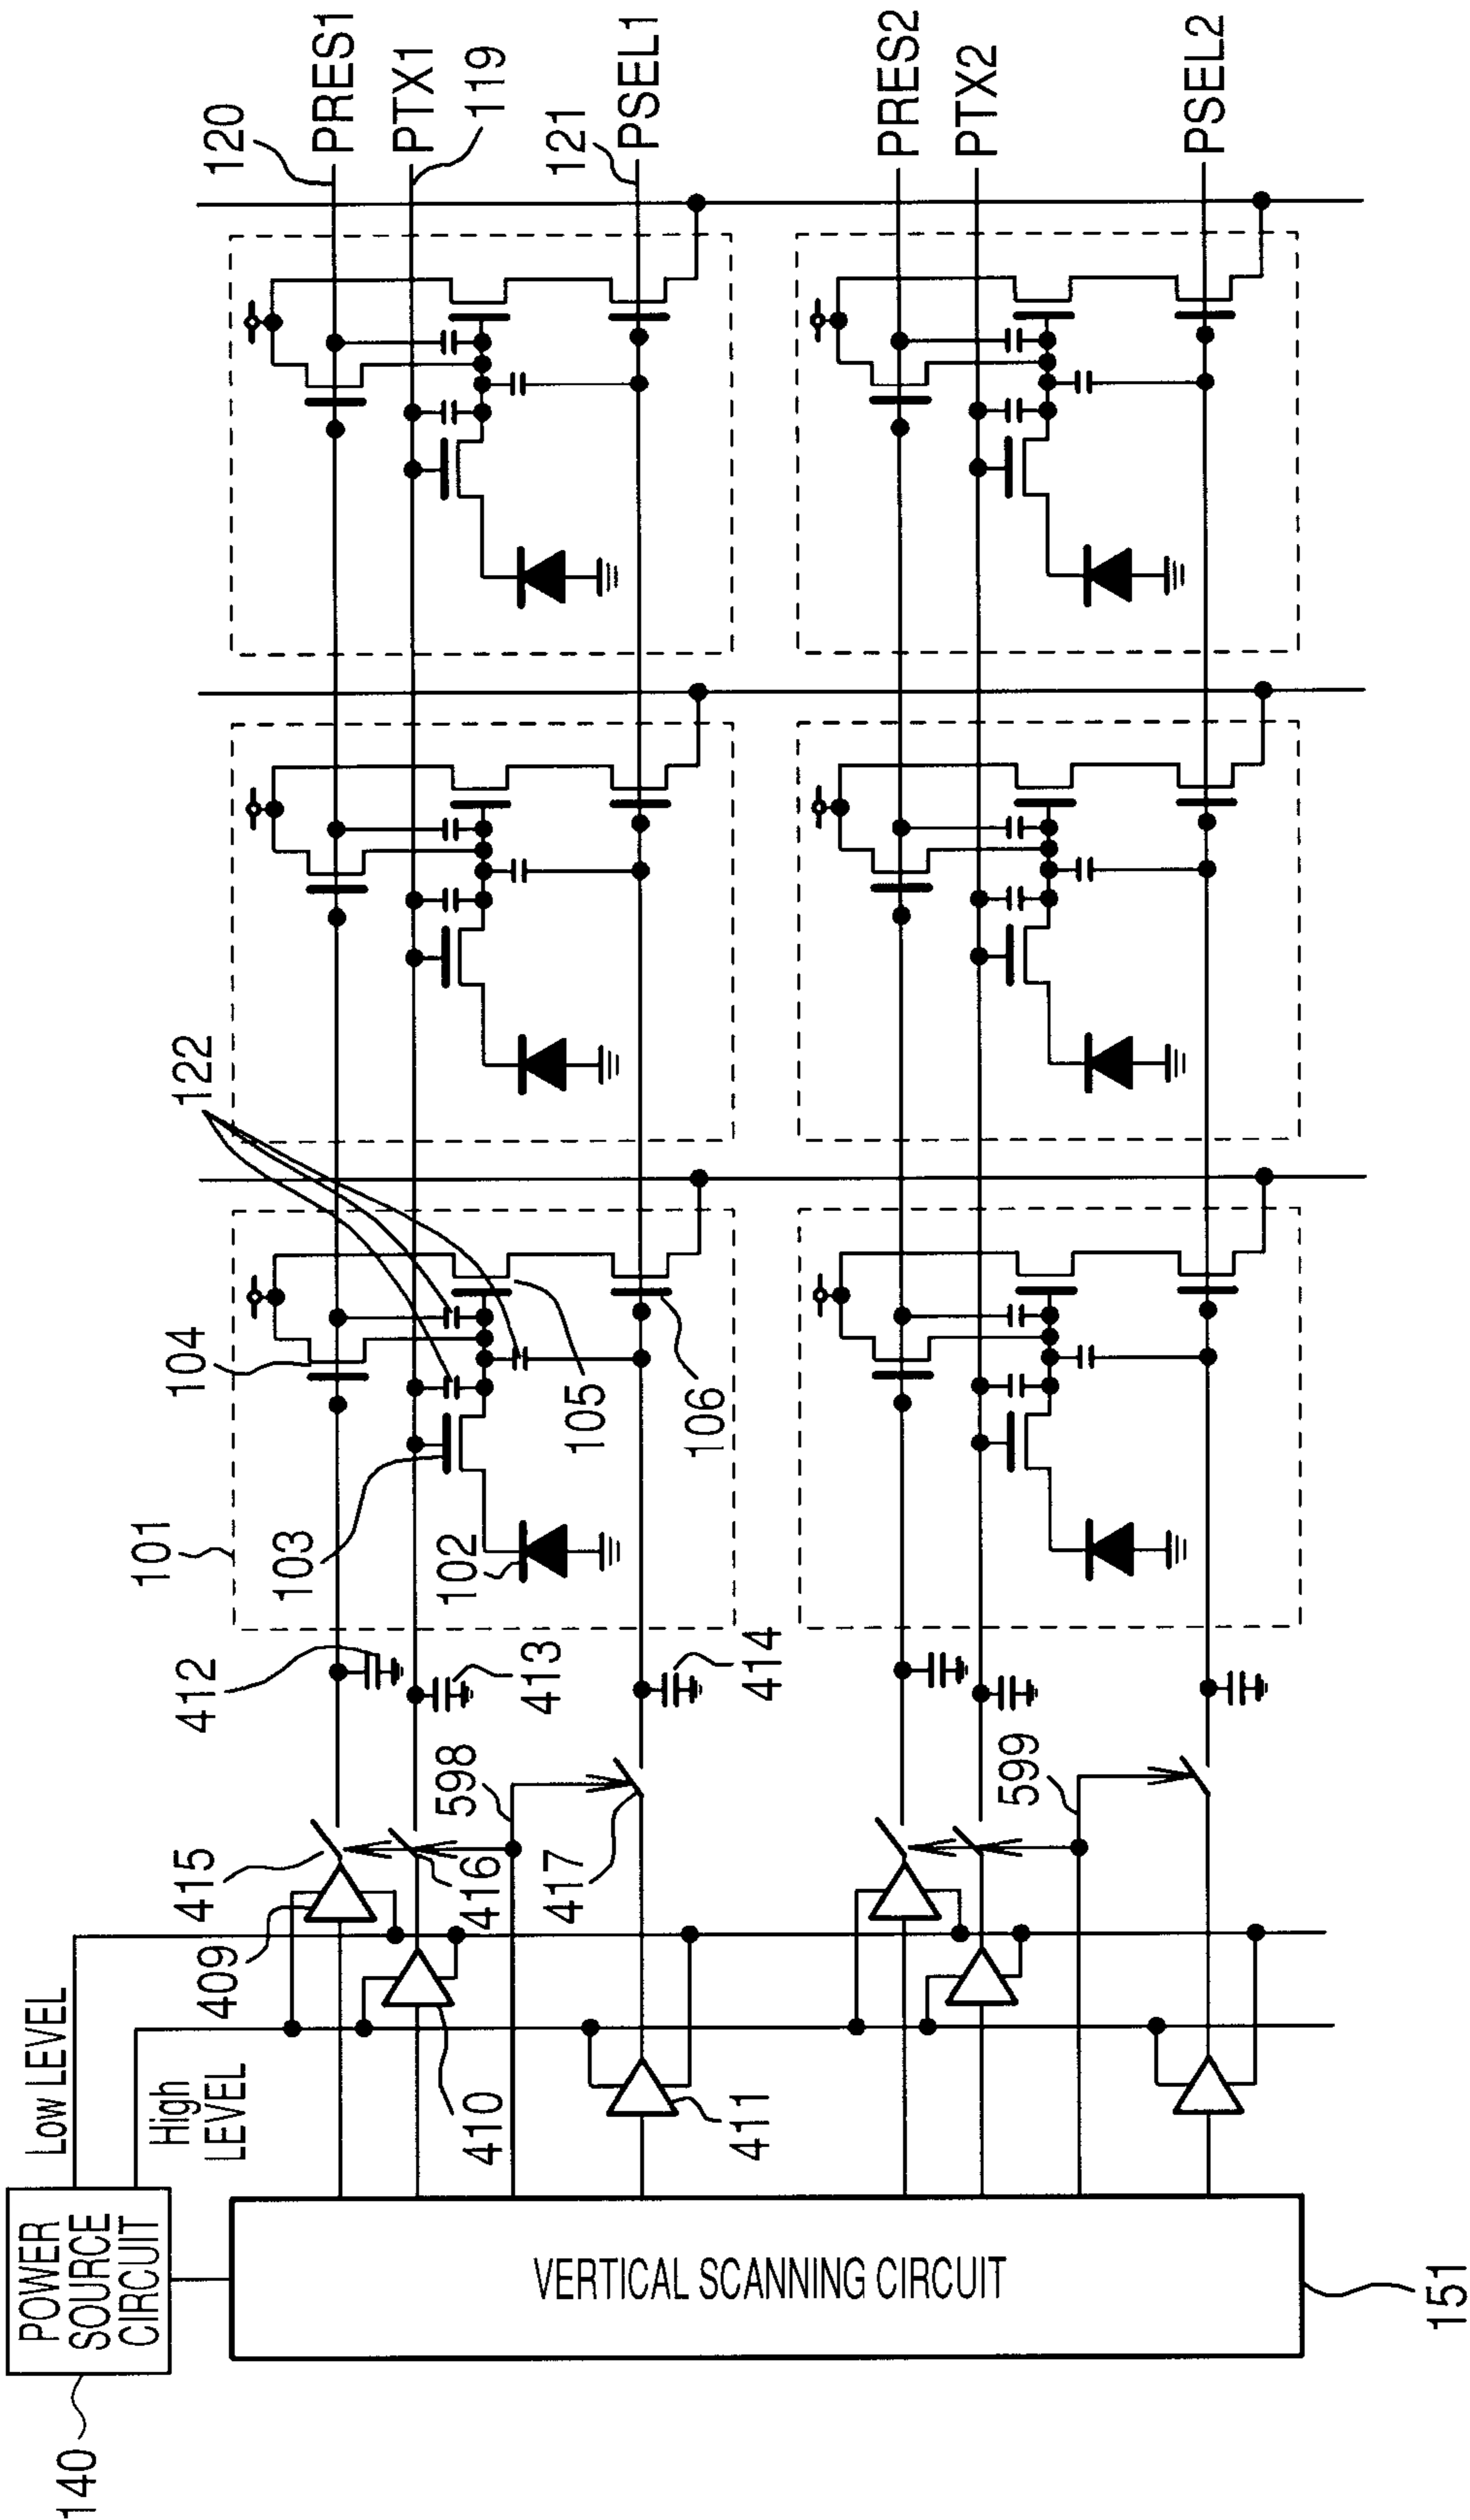 140
POWER
SOURCE
CIRCUIT
LOW LEVEL
High
LEVEL
VERTICAL SCANNING CIRCUIT
151
409
410
411
415
416
417
598
599
412
413
414
101
102
103
104
105
106
122
120
PRES1
PTX1
119
121
PSEL1
PRES2
PTX2
PSEL2